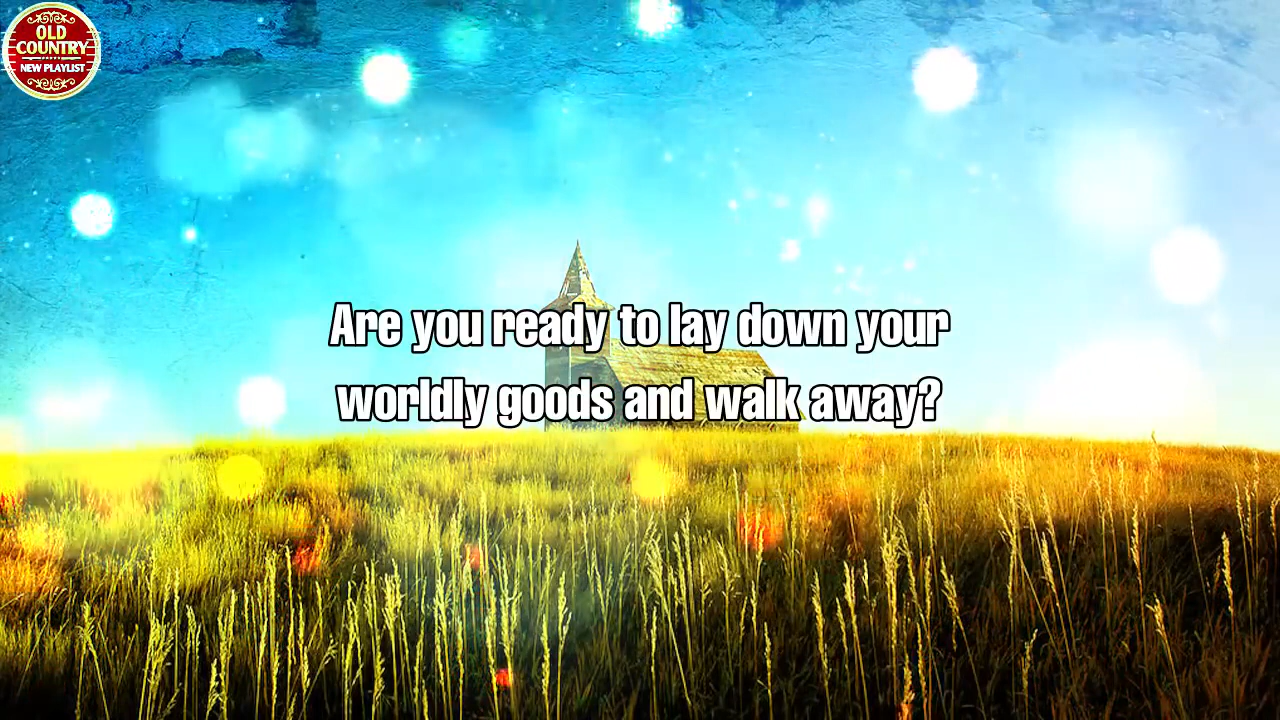 OLD
COUNTRY
NEW PLAYLIST
Are you ready to lay down your
worldly goods and walk away?